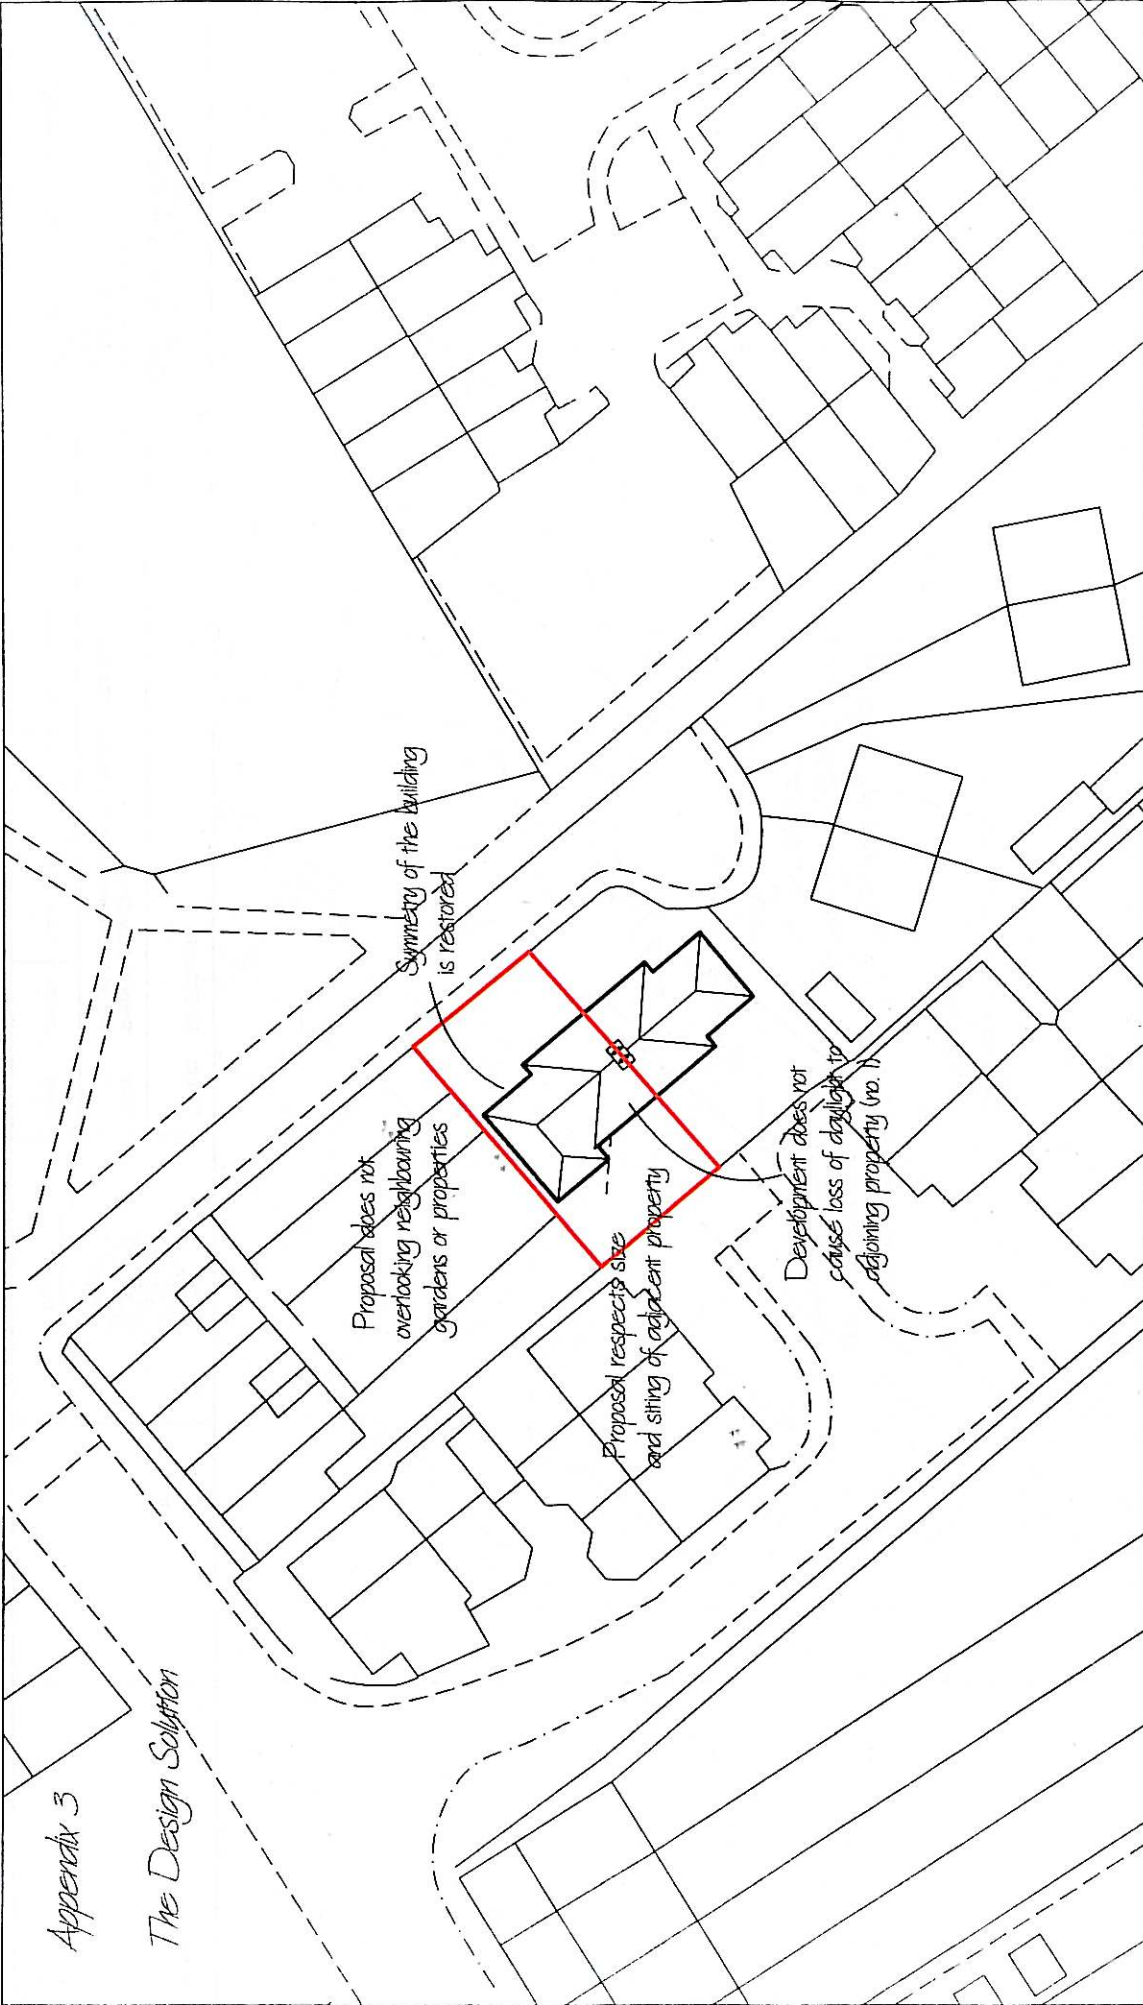 Appendix 3
The Design Solution
Proposal does not
overlooking neighbouring
gardens or properties
Symmetry of the building
is restored
Proposal respects size
and siting of adjacent property
Development does not
cause loss of daylight to
adjoining property (no. 1)